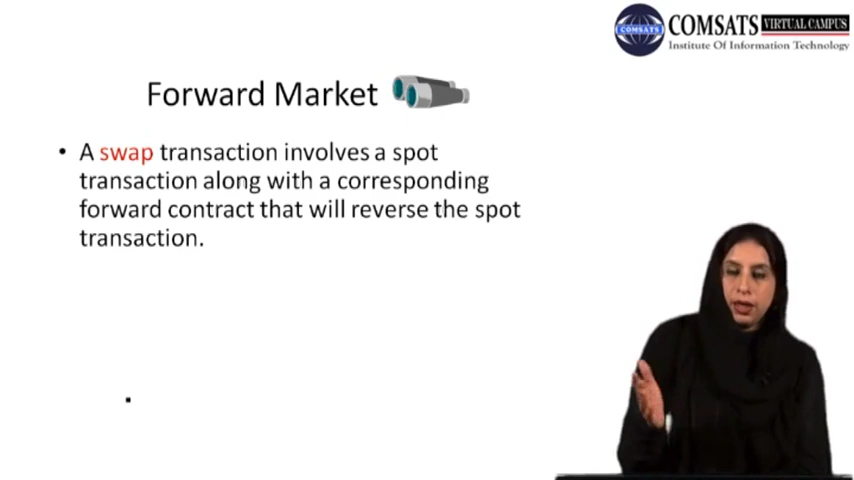 COMSATS VIRTUAL CAMPUS
COMSATS
Institute Of Information Technology
Forward Market
• A swap transaction involves a spot
transaction along with a corresponding
forward contract that will reverse the spot
transaction.